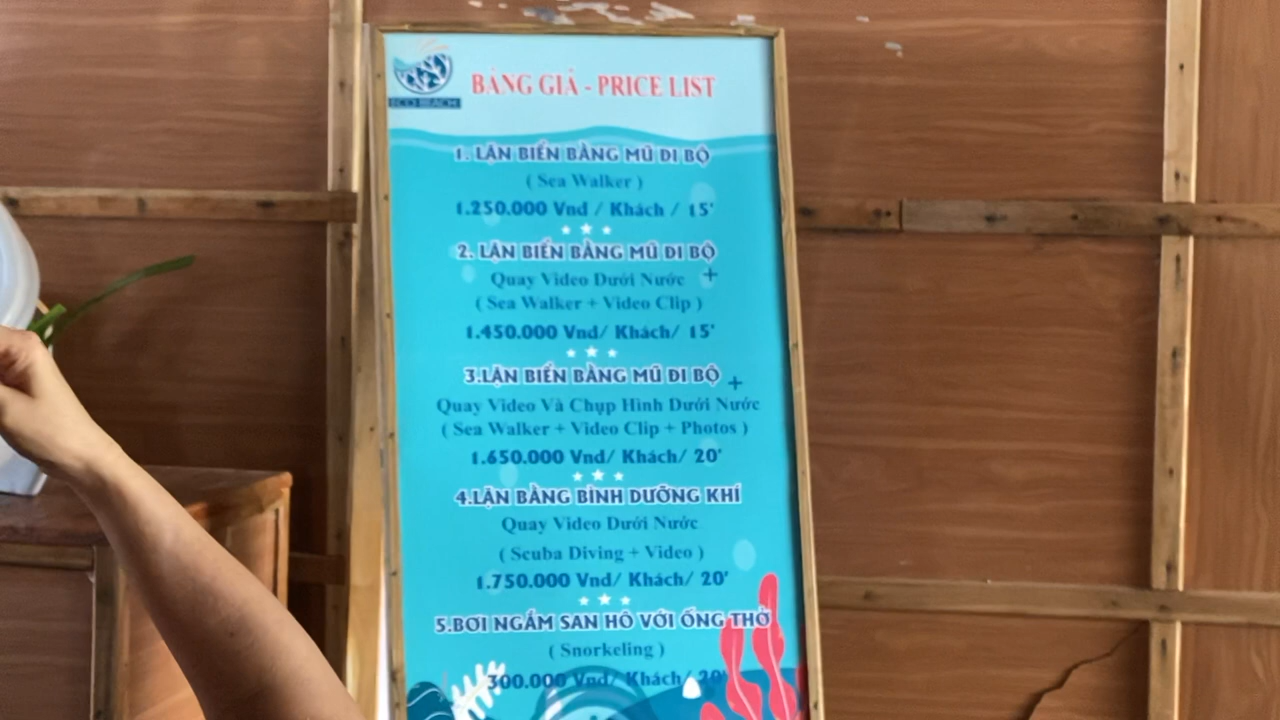 ECO BEACH
BẢNG GIÁ - PRICE LIST
1. LẶN BIỂN BẰNG MŨ ĐI BỘ
( Sea Walker )
1.250.000 Vnd / Khách / 15'
2. LẶN BIỂN BẰNG MŨ ĐI BỘ +
Quay Video Dưới Nước
( Sea Walker + Video Clip )
1.450.000 Vnd/ Khách/ 15'
3.LẶN BIỂN BẰNG MŨ ĐI BỘ +
Quay Video Và Chụp Hình Dưới Nước
( Sea Walker + Video Clip + Photos )
1.650.000 Vnd/ Khách/ 20'
4.LẶN BẰNG BÌNH DƯỠNG KHÍ
Quay Video Dưới Nước
( Scuba Diving + Video )
1.750.000 Vnd/ Khách/ 20'
5.BƠI NGẮM SAN HÔ VỚI ỐNG THỞ
( Snorkeling )
300.000 Vnd/ Khách/ 20'